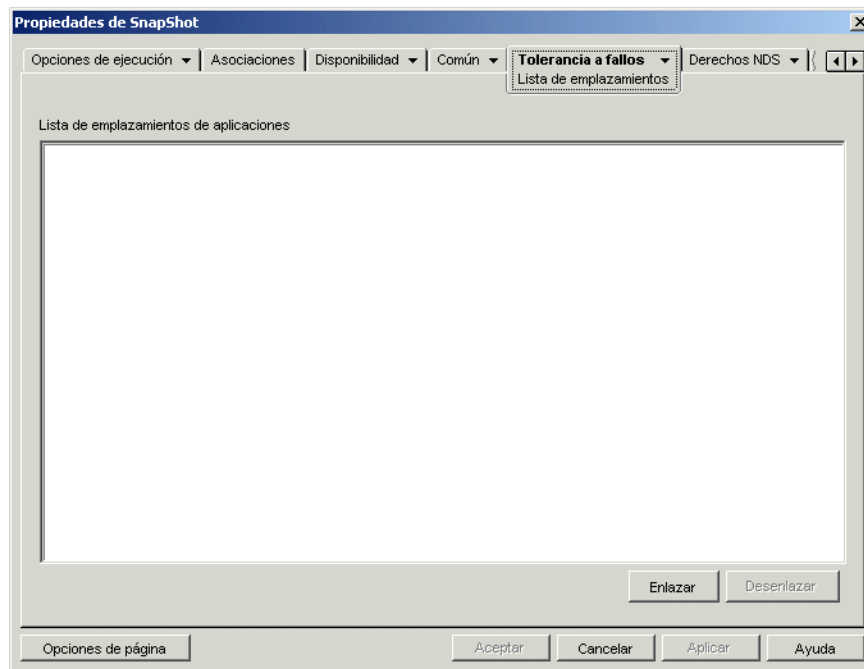 Propiedades de SnapShot
Opciones de ejecución Asociaciones Disponibilidad Común Tolerancia a fallos Derechos NDS
Lista de emplazamientos
Lista de emplazamientos de aplicaciones
Enlazar Desenlazar
Opciones de página Aceptar Cancelar Aplicar Ayuda